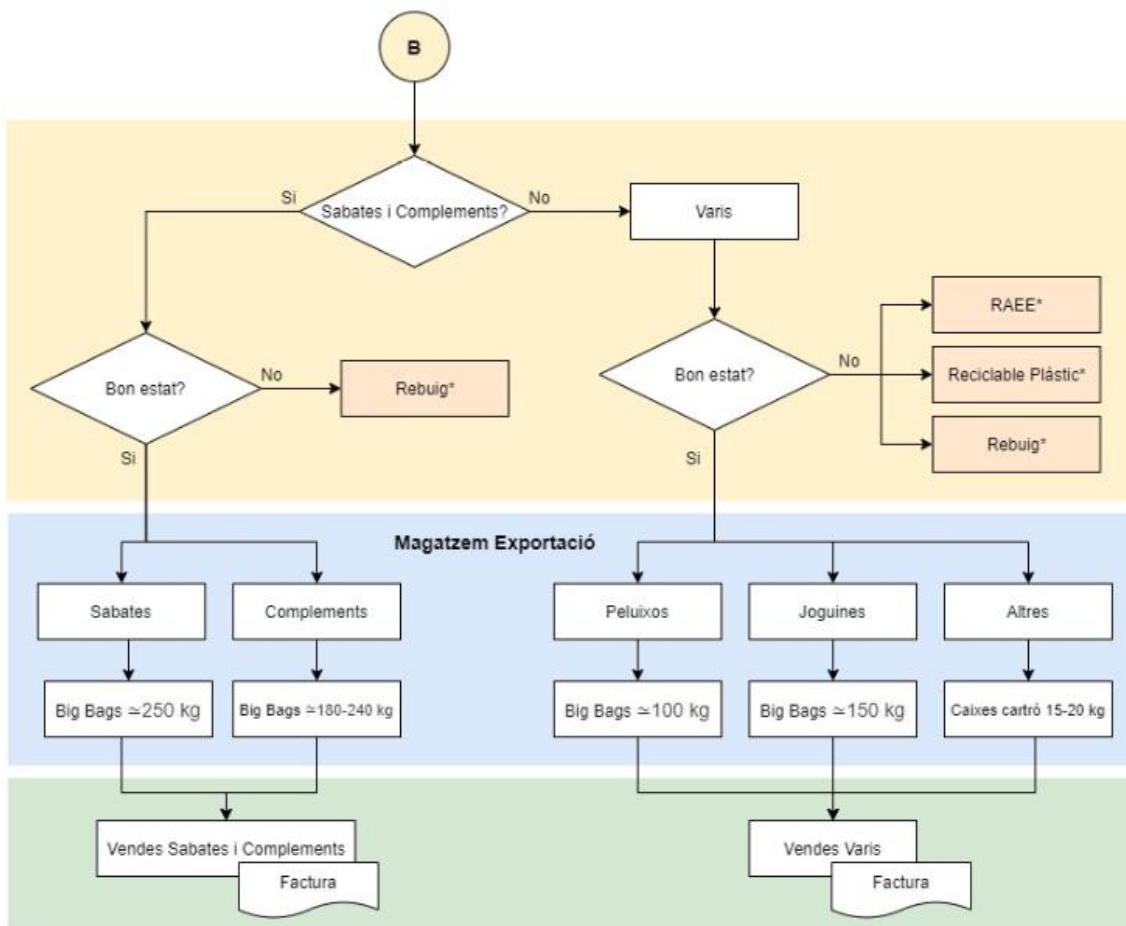 B
Sabates i Complements?
Si
No
Varis
Bon estat?
No
Rebuig*
Si
Bon estat?
No
RAEE*
Reciclable Plàstic*
Rebuig*
Si
Magatzem Exportació
Sabates
Complements
Peluixos
Joguines
Altres
Big Bags ≃250 kg
Big Bags ≃180-240 kg
Big Bags ≃100 kg
Big Bags ≃150 kg
Caixes cartró 15-20 kg
Vendes Sabates i Complements
Factura
Vendes Varis
Factura